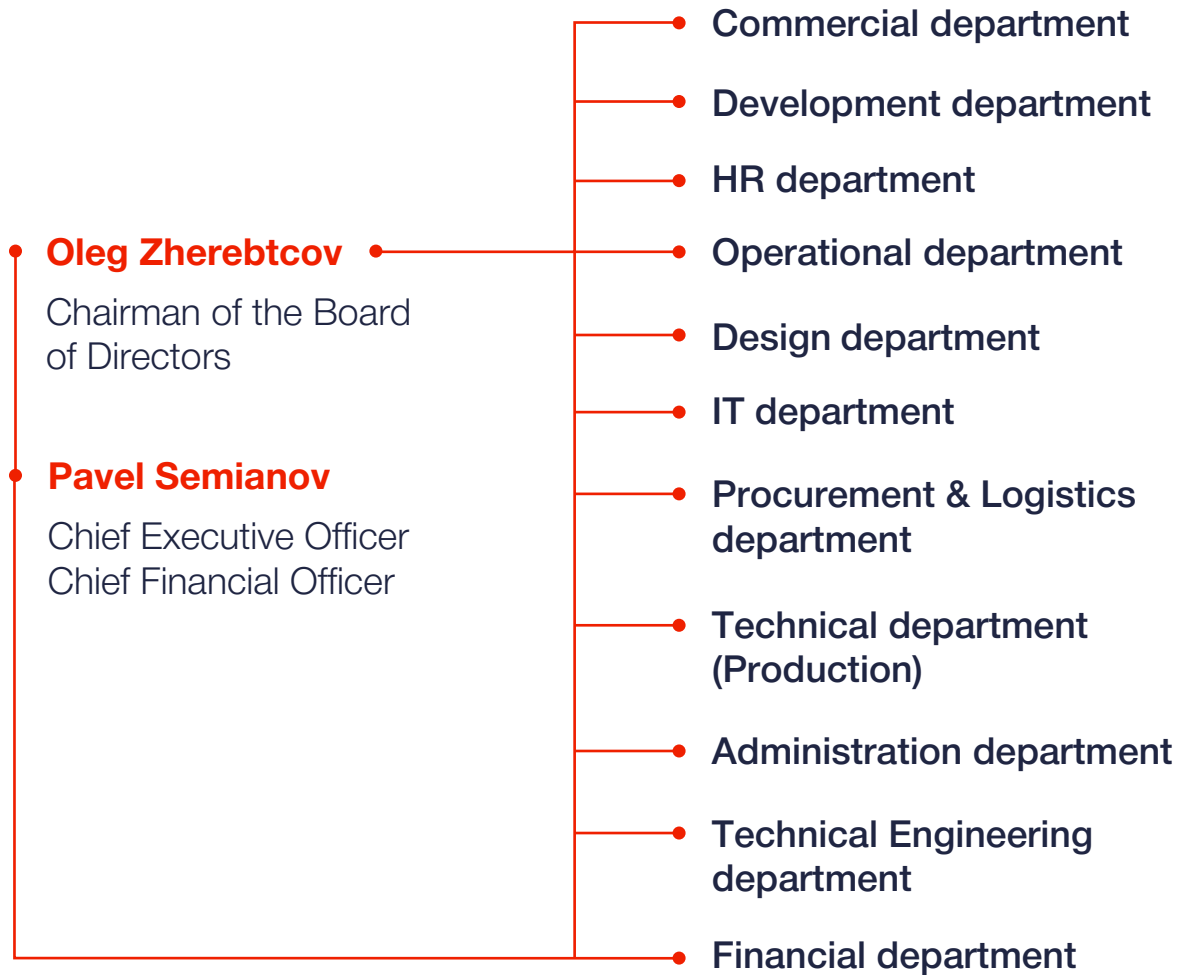 Oleg Zherebtcov
Chairman of the Board
of Directors
Pavel Semianov
Chief Executive Officer
Chief Financial Officer
Commercial department
Development department
HR department
Operational department
Design department
IT department
Procurement & Logistics
department
Technical department
(Production)
Administration department
Technical Engineering
department
Financial department